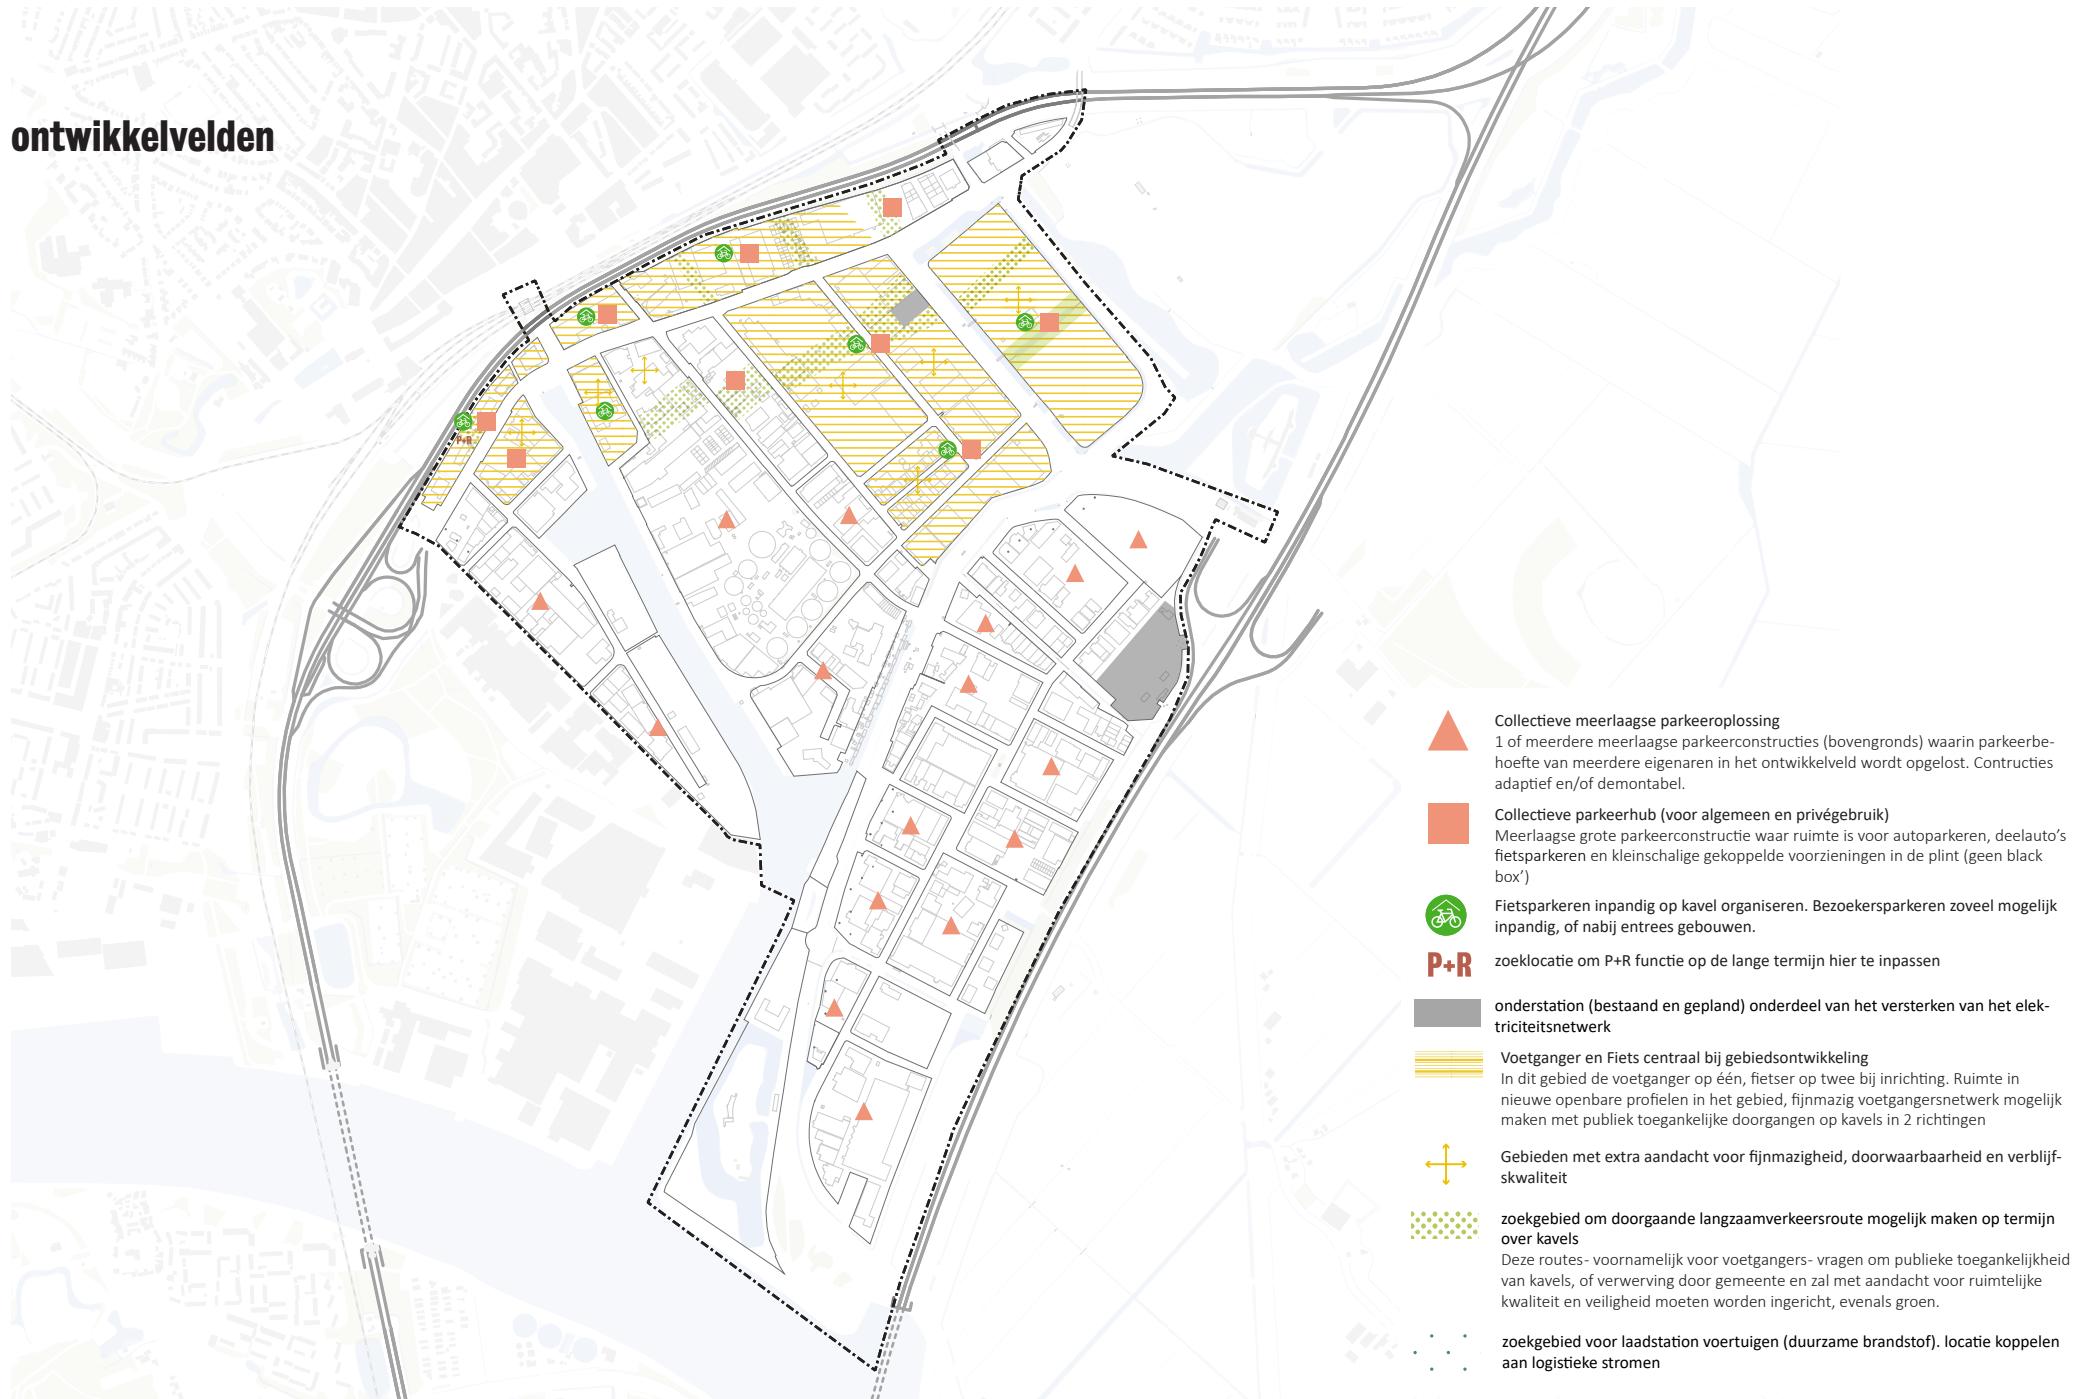 ontwikkelvelden
P+R
Collectieve meerlaagse parkeeroplossing
1 of meerdere meerlaagse parkeerconstructies (bovengronds) waarin parkeerbe-
hoefte van meerdere eigenaren in het ontwikkelveld wordt opgelost. Contructies
adaptief en/of demontabel.
Collectieve parkeerhub (voor algemeen en privégebruik)
Meerlaagse grote parkeerconstructie waar ruimte is voor autoparkeren, deelauto's
fietsparkeren en kleinschalige gekoppelde voorzieningen in de plint (geen black
box')
Fietsparkeren inpandig op kavel organiseren. Bezoekersparkeren zoveel mogelijk
inpandig, of nabij entrees gebouwen.
P+R zoeklocatie om P+R functie op de lange termijn hier te inpassen
onderstation (bestaand en gepland) onderdeel van het versterken van het elek-
triciteitsnetwerk
Voetganger en Fiets centraal bij gebiedsontwikkeling
In dit gebied de voetganger op één, fietser op twee bij inrichting. Ruimte in
nieuwe openbare profielen in het gebied, fijnmazig voetgangersnetwerk mogelijk
maken met publiek toegankelijke doorgangen op kavels in 2 richtingen
Gebieden met extra aandacht voor fijnmazigheid, doorwaarbaarheid en verblijf-
skwaliteit
zoekgebied om doorgaande langzaamverkeersroute mogelijk maken op termijn
over kavels
Deze routes- voornamelijk voor voetgangers- vragen om publieke toegankelijkheid
van kavels, of verwerving door gemeente en zal met aandacht voor ruimtelijke
kwaliteit en veiligheid moeten worden ingericht, evenals groen.
zoekgebied voor laadstation voertuigen (duurzame brandstof). locatie koppelen
aan logistieke stromen